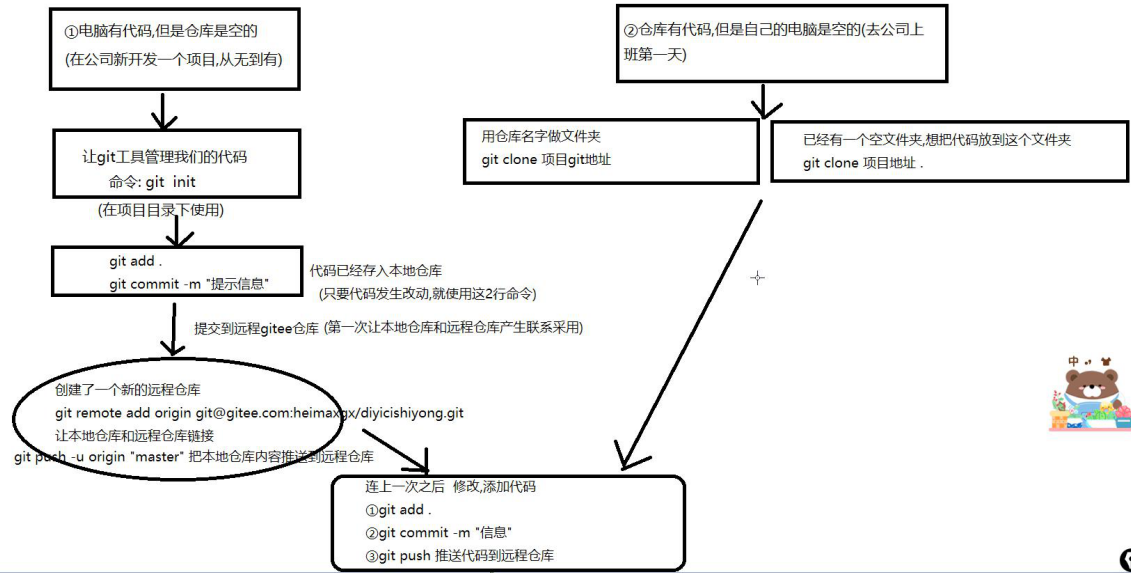 ①电脑有代码,但是仓库是空的
(在公司新开发一个项目,从无到有)
让git工具管理我们的代码
命令: git init
(在项目目录下使用)
git add .
git commit -m "提示信息"
代码已经存入本地仓库
(只要代码发生改动,就使用这2行命令)
提交到远程gitee仓库 (第一次让本地仓库和远程仓库产生联系采用)
创建了一个新的远程仓库
git remote add origin git@gitee.com:heimaxgx/diyicishiyong.git
让本地仓库和远程仓库链接
git push -u origin "master" 把本地仓库内容推送到远程仓库
②仓库有代码,但是自己的电脑是空的(去公司上
班第一天)
用仓库名字做文件夹
git clone 项目git地址
已经有一个空文件夹,想把代码放到这个文件夹
git clone 项目地址 .
连上一次之后 修改,添加代码
①git add .
②git commit -m "信息"
③git push 推送代码到远程仓库
中